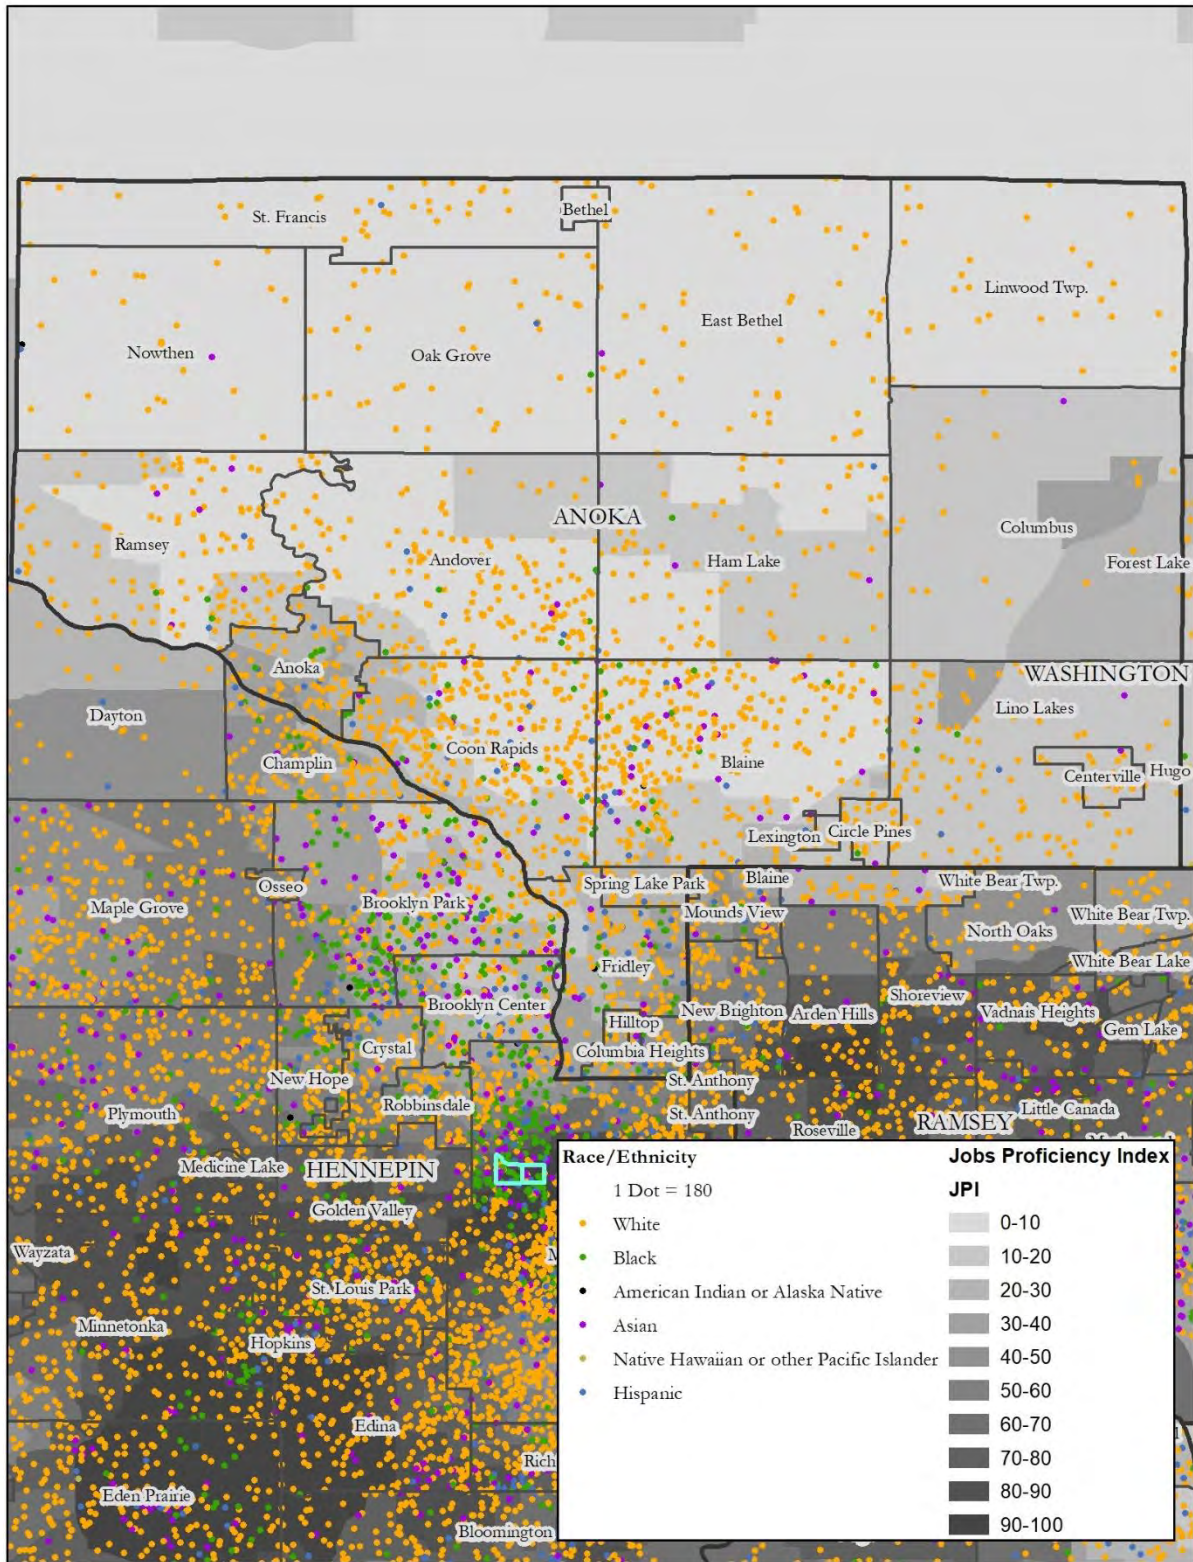 St. Francis
Bethel
Linwood Twp.
East Bethel
Nowthen
Oak Grove
ANOKA
Columbus
Ramsey
Andover
Ham Lake
Forest Lake
Anoka
WASHINGTON
Dayton
Lino Lakes
Coon Rapids
Champlin
Blaine
Centerville
Hugo
Lexington
Circle Pines
Osseo
Spring Lake Park
Blaine
White Bear Twp.
Maple Grove
Brooklyn Park
Mounds View
White Bear Twp.
North Oaks
Fridley
White Bear Lake
Brooklyn Center
Shoreview
New Brighton
Arden Hills
Vadnais Heights
Hilltop
Gem Lake
Crystal
Columbia Heights
New Hope
St. Anthony
Robbinsdale
Plymouth
St. Anthony
Little Canada
Roseville
RAMSEY
Medicine Lake
HENNEPIN
Golden Valley
Wayzata
St. Louis Park
Minnetonka
Hopkins
Edina
Eden Prairie
Bloomington
Race/Ethnicity
1 Dot = 180
White
Black
American Indian or Alaska Native
Asian
Native Hawaiian or other Pacific Islander
Hispanic
Jobs Proficiency Index
JPI
0-10
10-20
20-30
30-40
40-50
50-60
60-70
70-80
80-90
90-100